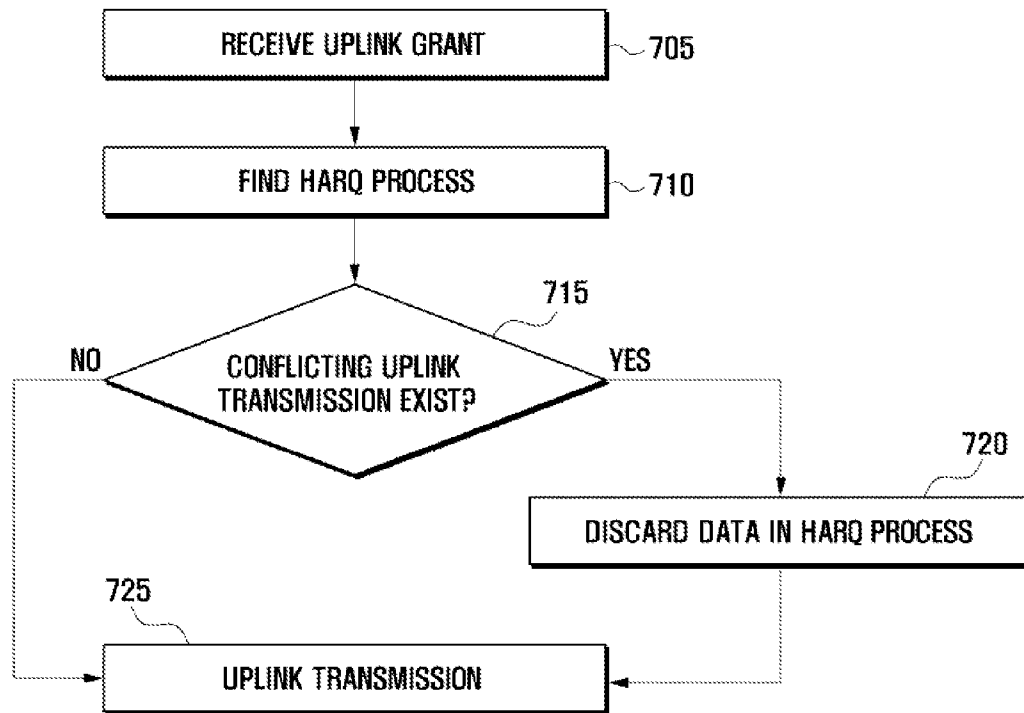 RECEIVE UPLINK GRANT
705
FIND HARQ PROCESS
710
715
NO
CONFLICTING UPLINK
TRANSMISSION EXIST?
YES
720
DISCARD DATA IN HARQ PROCESS
725
UPLINK TRANSMISSION